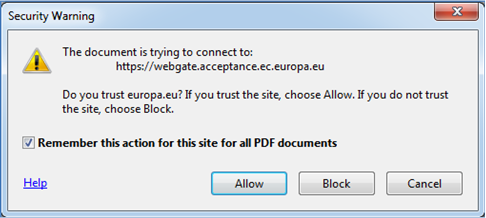 Security Warning
The document is trying to connect to:
https://webgate.acceptance.ec.europa.eu
Do you trust europa.eu? If you trust the site, choose Allow. If you do not trust
the site, choose Block.
Remember this action for this site for all PDF documents
Help
Allow
Block
Cancel